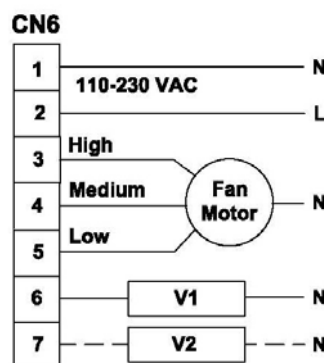 CN6
1 N
110-230 VAC
2 L
3 High
4 Medium Fan Motor N
5 Low
6 V1 N
7 V2 N